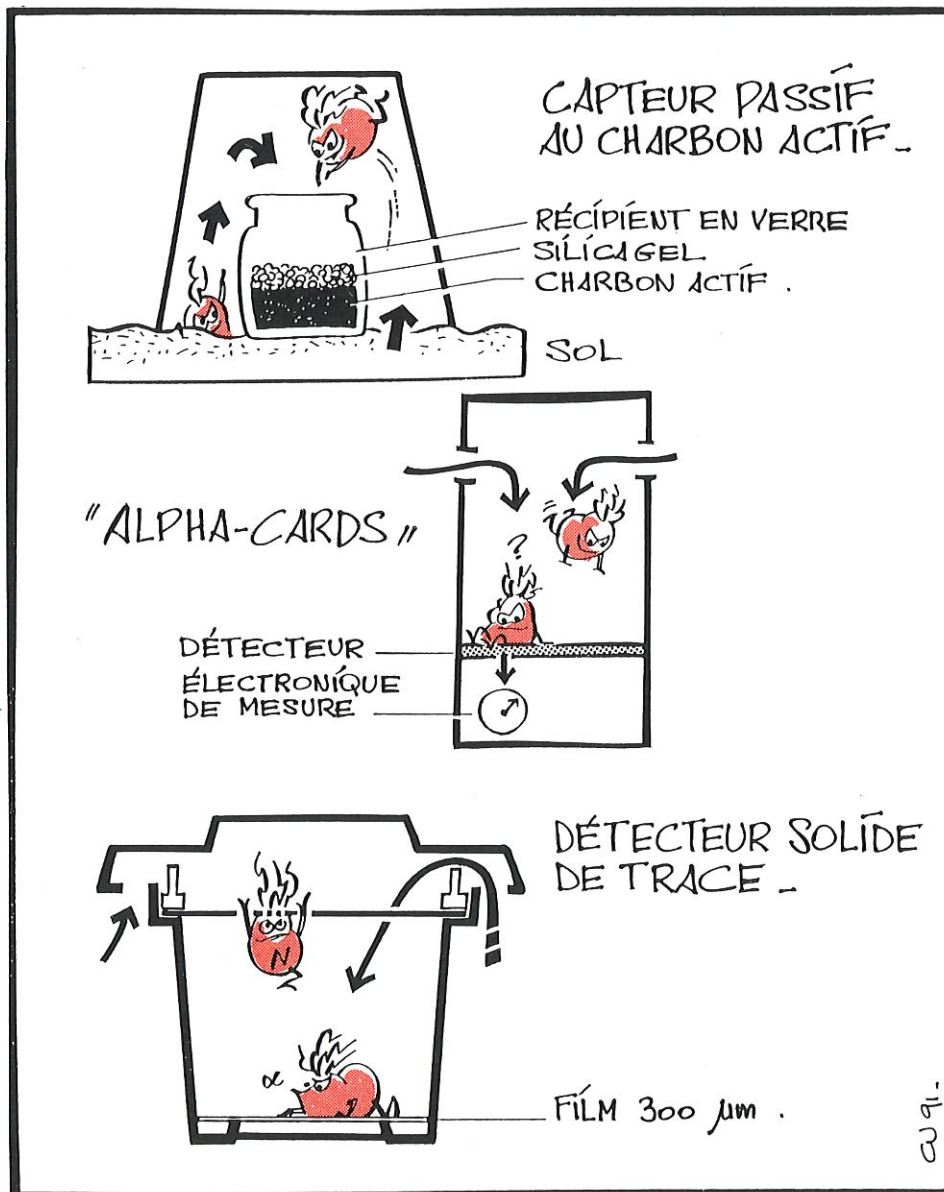 CAPTEUR PASSIF
AU CHARBON ACTIF -
RÉCIPIENT EN VERRE
SILICAGEL
CHARBON ACTIF .
SOL
"ALPHA-CARDS"
?
DÉTECTEUR
ÉLECTRONIQUE
DE MESURE
DÉTECTEUR SOLIDE
DE TRACE -
N
α
FILM 300 µm .